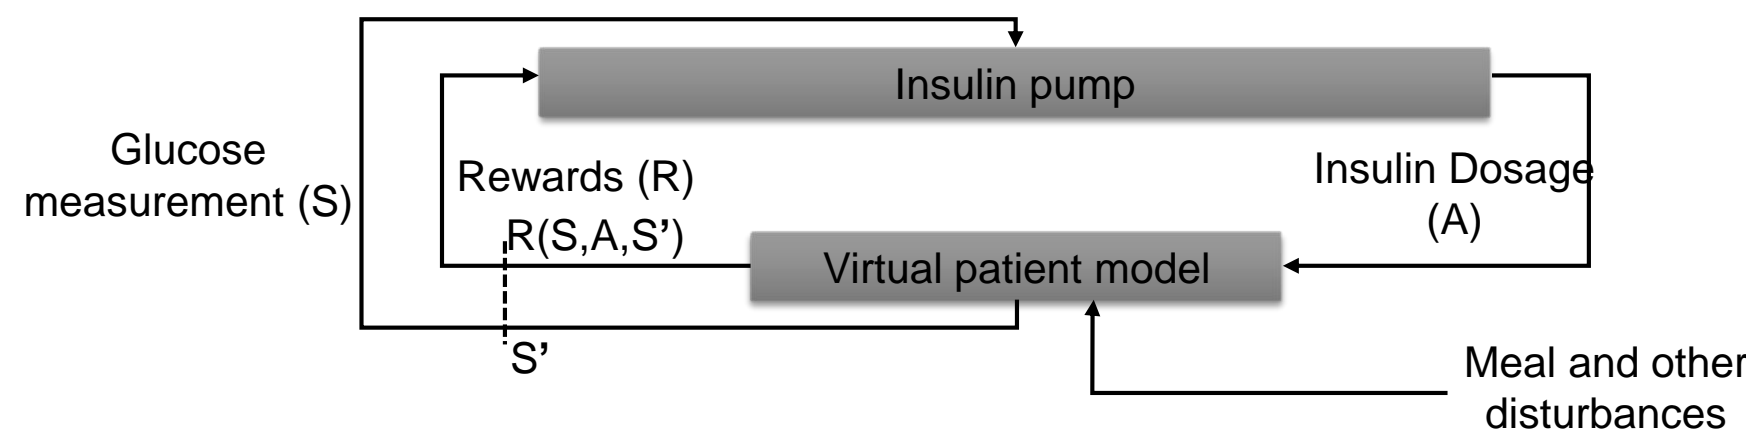 Insulin pump
Glucose
measurement (S)
Rewards (R)
R(S,A,S')
Insulin Dosage
(A)
Virtual patient model
S'
Meal and other
disturbances